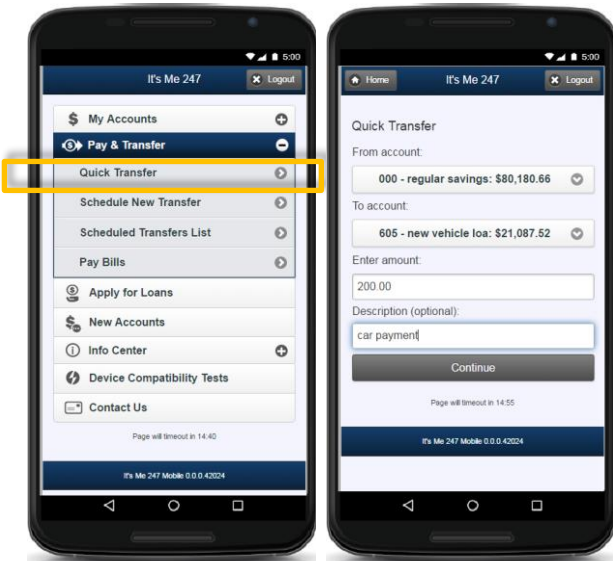 5:00
It's Me 247
Logout
My Accounts
Pay & Transfer
Quick Transfer
Schedule New Transfer
Scheduled Transfers List
Pay Bills
Apply for Loans
New Accounts
Info Center
Device Compatibility Tests
Contact Us
Page will timeout in 14:40
It's Me 247 Mobile 0.0.0.42024
5:00
Home
It's Me 247
Logout
Quick Transfer
From account:
000 - regular savings: $80,180.66
To account:
605 - new vehicle loa: $21,087.52
Enter amount:
200.00
Description (optional):
car payment
Continue
Page will timeout in 14:55
It's Me 247 Mobile 0.0.0.42024